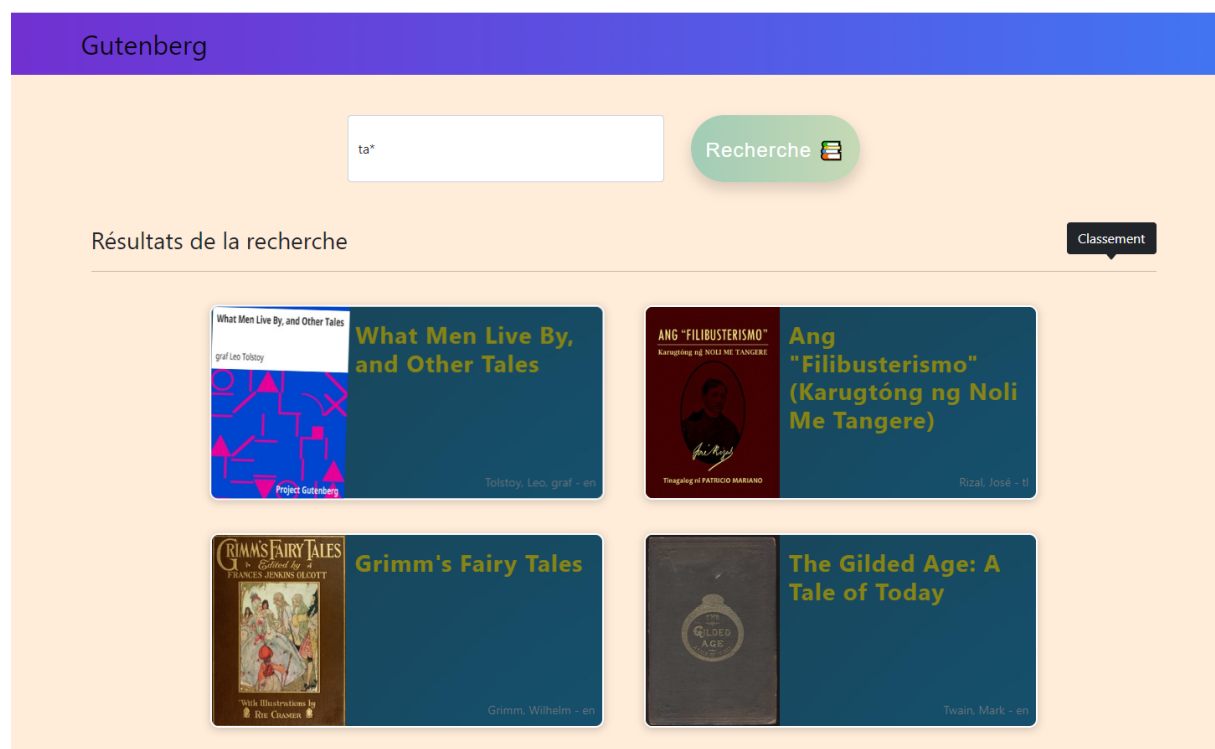 Gutenberg
ta*
Recherche
Résultats de la recherche
Classement
What Men Live By, and Other Tales
graf Leo Tolstoy
Project Gutenberg
What Men Live By,
and Other Tales
Tolstoy, Leo, graf - en
ANG "FILIBUSTERISMO"
Karugtóng ng NOLI ME TANGERE
José Rizal
Tinagalog ni PATRICIO MARIANO
Ang
"Filibusterismo"
(Karugtóng ng Noli
Me Tangere)
Rizal, José - tl
GRIMM'S FAIRY TALES
Edited by
FRANCES JENKINS OLCOTT
With Illustrations by
RIE CRAMER
Grimm's Fairy Tales
Grimm, Wilhelm - en
THE
GILDED
AGE
The Gilded Age: A
Tale of Today
Twain, Mark - en